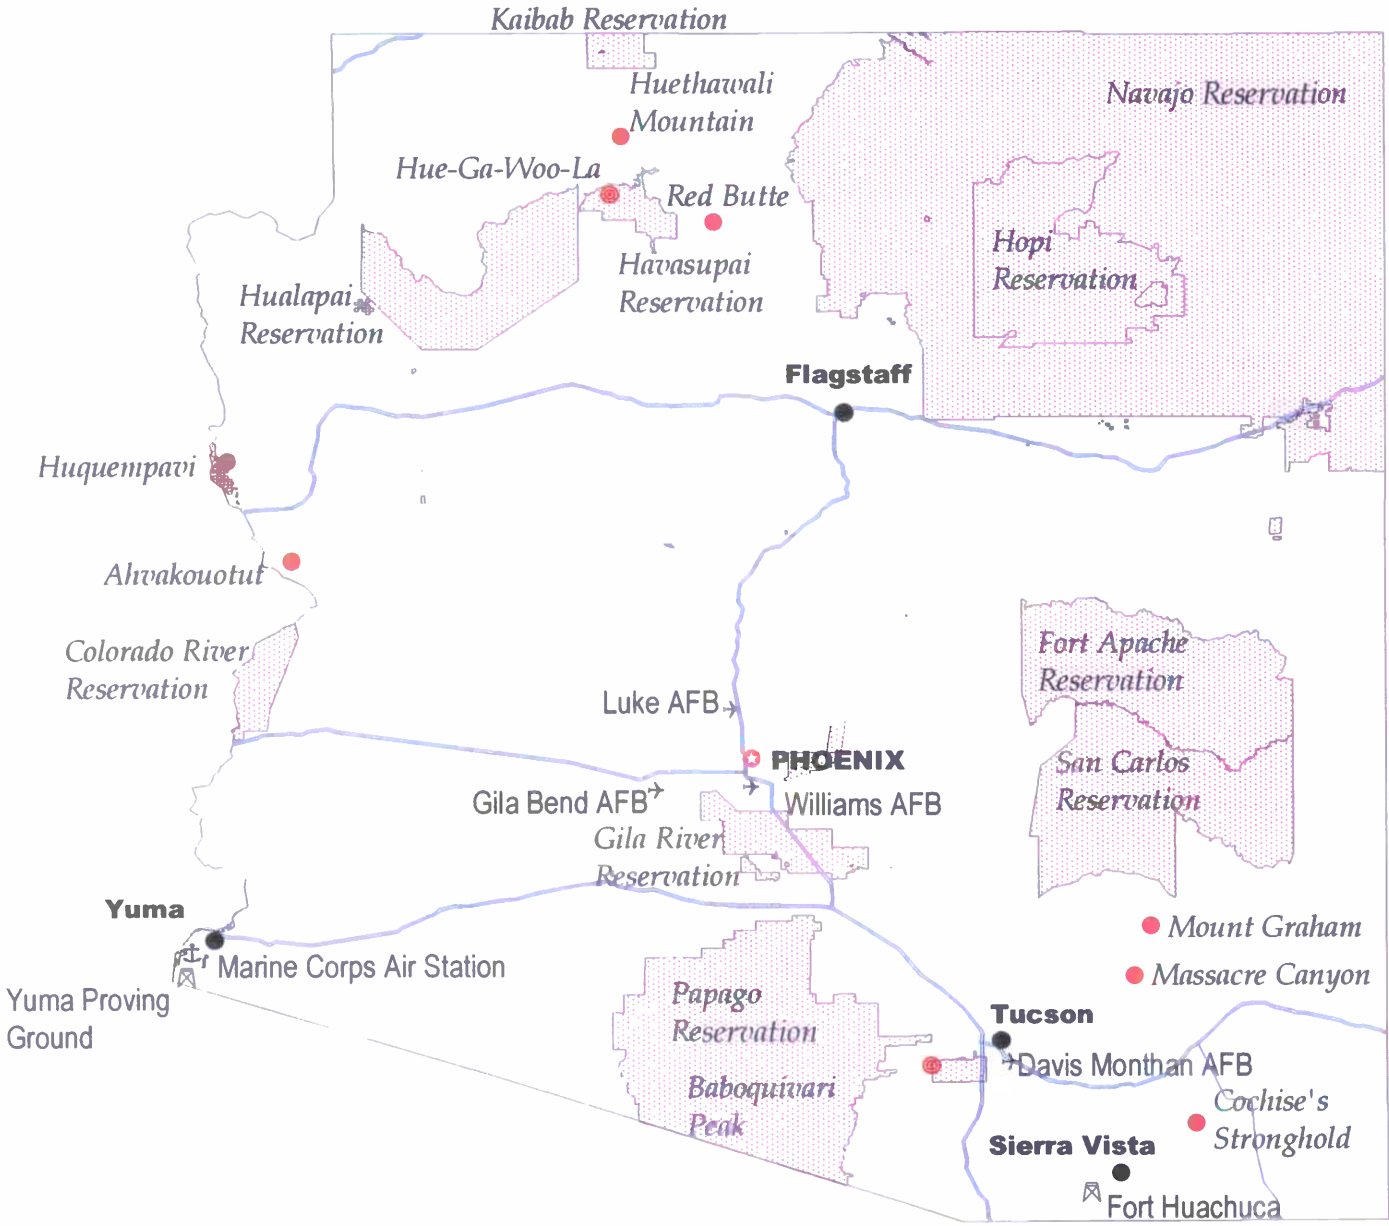 Kaibab Reservation
Huethawali
Mountain
Navajo Reservation
Hue-Ga-Woo-La
Red Butte
Hopi
Reservation
Havasupai
Reservation
Hualapai
Reservation
Flagstaff
Huquempavi
Ahvakouotut
Colorado River
Reservation
Fort Apache
Reservation
Luke AFB
PHOENIX
San Carlos
Reservation
Gila Bend AFB
Williams AFB
Gila River
Reservation
Yuma
Mount Graham
Marine Corps Air Station
Massacre Canyon
Yuma Proving
Ground
Papago
Reservation
Tucson
Davis Monthan AFB
Baboquivari
Peak
Cochise's
Stronghold
Sierra Vista
Fort Huachuca